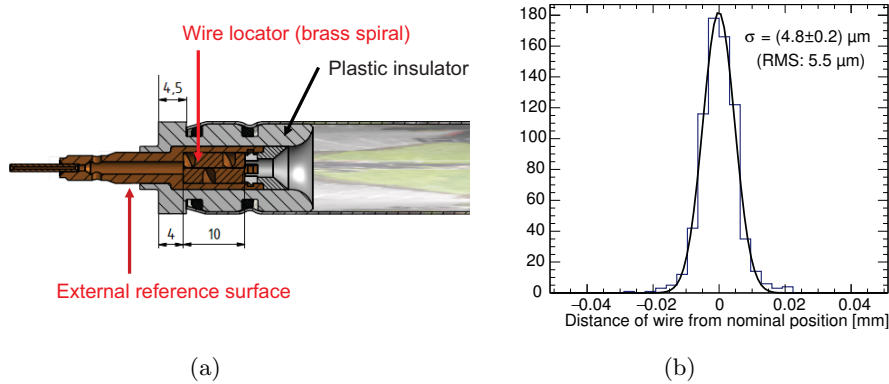 Wire locator (brass spiral)
Plastic insulator
4,5
4
10
External reference surface
(a)
180
160
140
120
100
80
60
40
20
0
σ = (4.8±0.2) µm
(RMS: 5.5 µm)
−0.04
−0.02
0
0.02
0.04
Distance of wire from nominal position [mm]
(b)